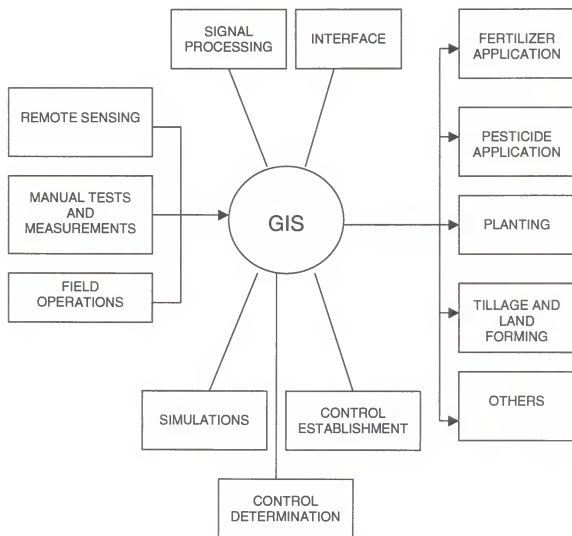 SIGNAL
PROCESSING
INTERFACE
FERTILIZER
APPLICATION
REMOTE SENSING
PESTICIDE
APPLICATION
MANUAL TESTS
AND
MEASUREMENTS
GIS
PLANTING
FIELD
OPERATIONS
TILLAGE AND
LAND
FORMING
SIMULATIONS
CONTROL
ESTABLISHMENT
OTHERS
CONTROL
DETERMINATION